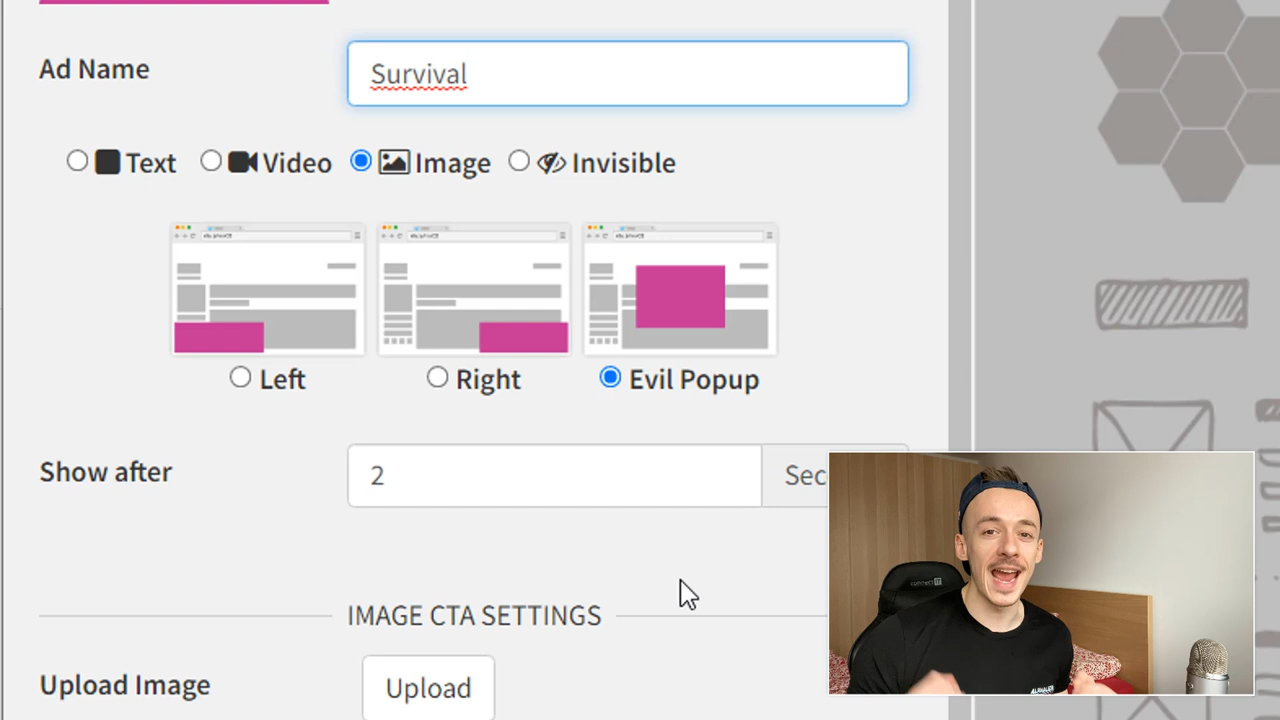 Ad Name
Survival
Text Video Image Invisible
Left Right Evil Popup
Show after
2
Sec
IMAGE CTA SETTINGS
Upload Image
Upload